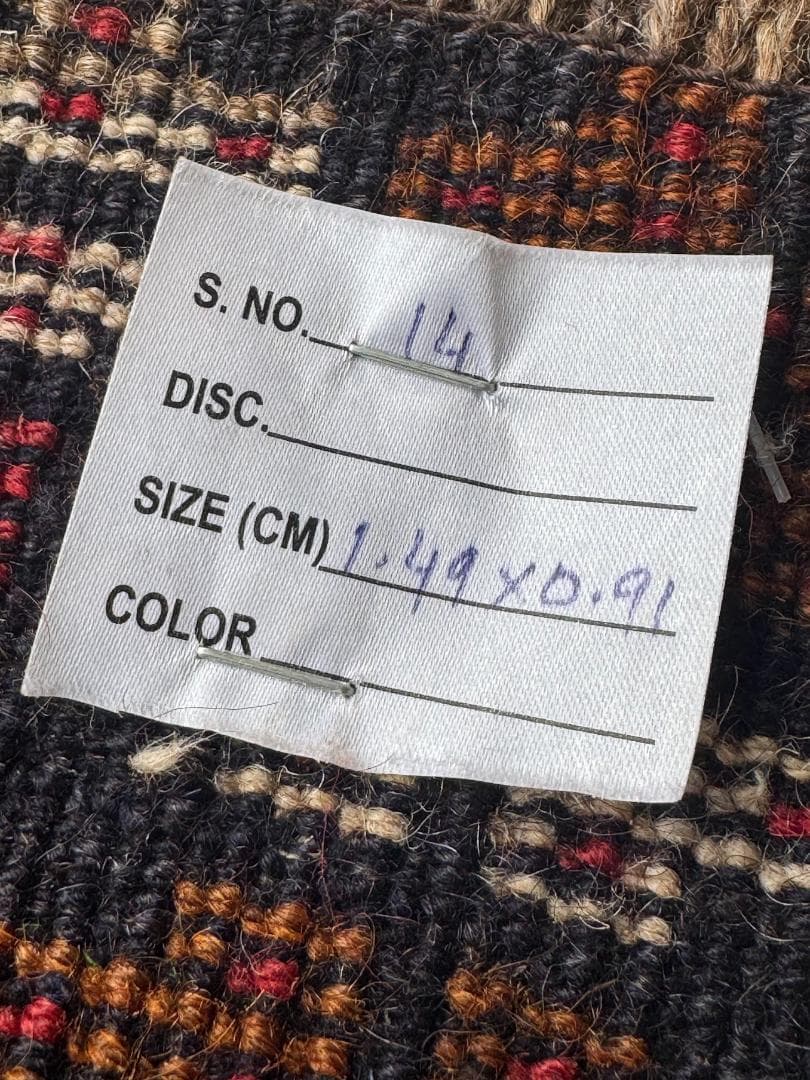 S. NO. 14
DISC.
SIZE (CM) 1.49 x 0.91
COLOR